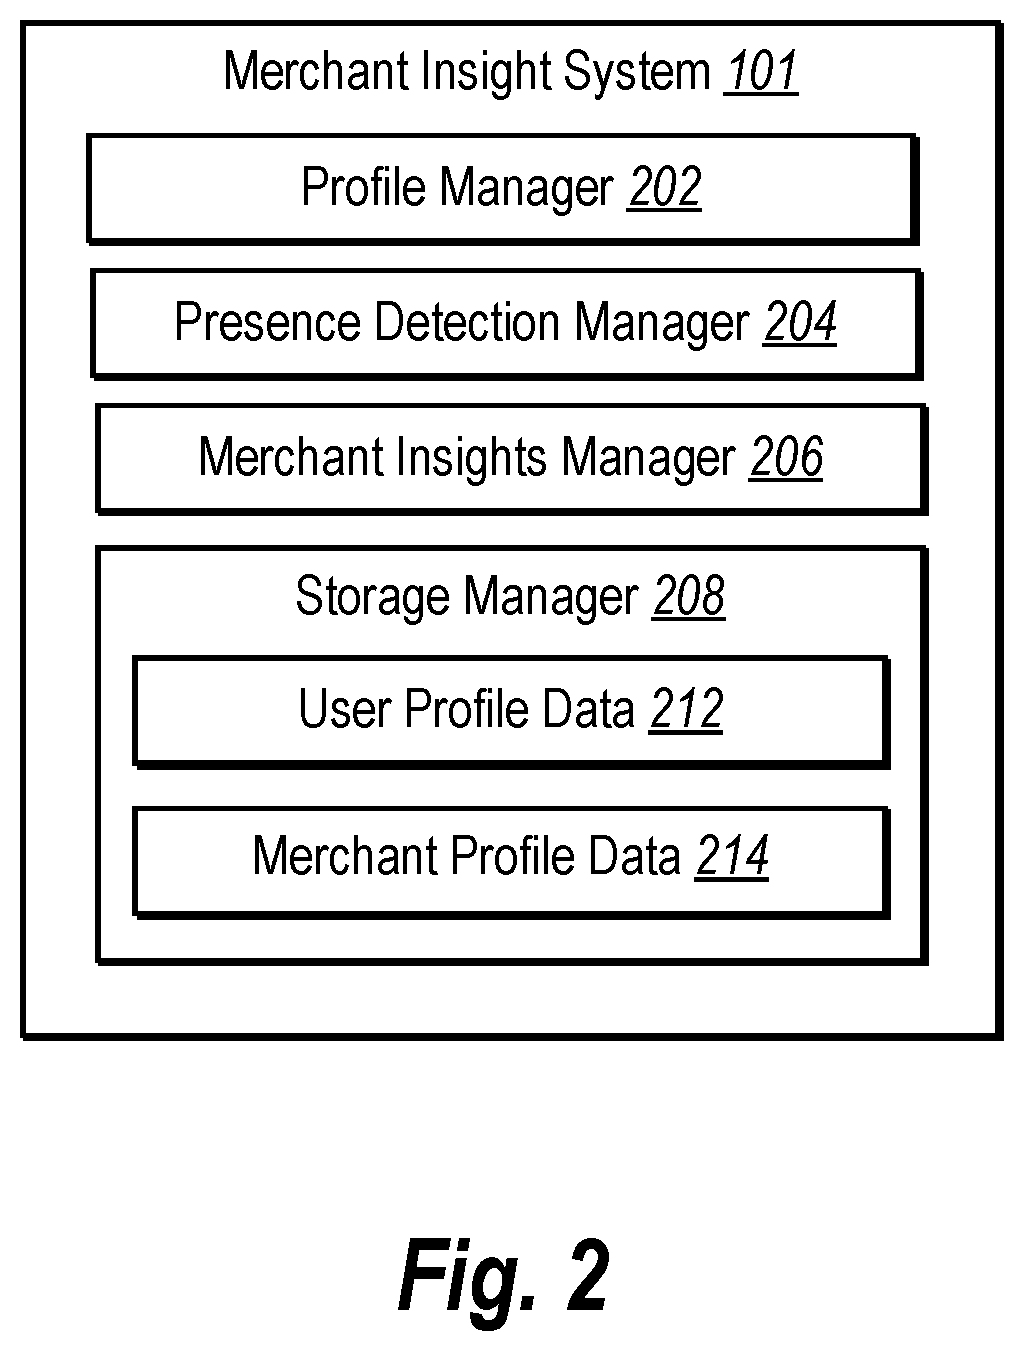 Merchant Insight System 101
Profile Manager 202
Presence Detection Manager 204
Merchant Insights Manager 206
Storage Manager 208
User Profile Data 212
Merchant Profile Data 214
Fig. 2